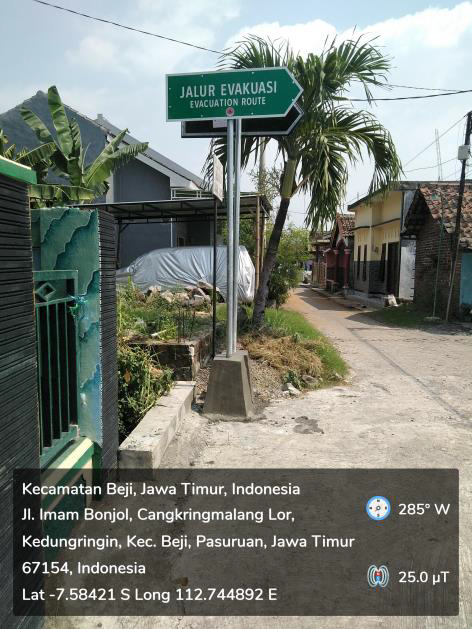 JALUR EVAKUASI
EVACUATION ROUTE
Kecamatan Beji, Jawa Timur, Indonesia
Jl. Imam Bonjol, Cangkringmalang Lor,
Kedungringin, Kec. Beji, Pasuruan, Jawa Timur
67154, Indonesia
Lat -7.58421 S Long 112.744892 E
285° W
25.0 µT